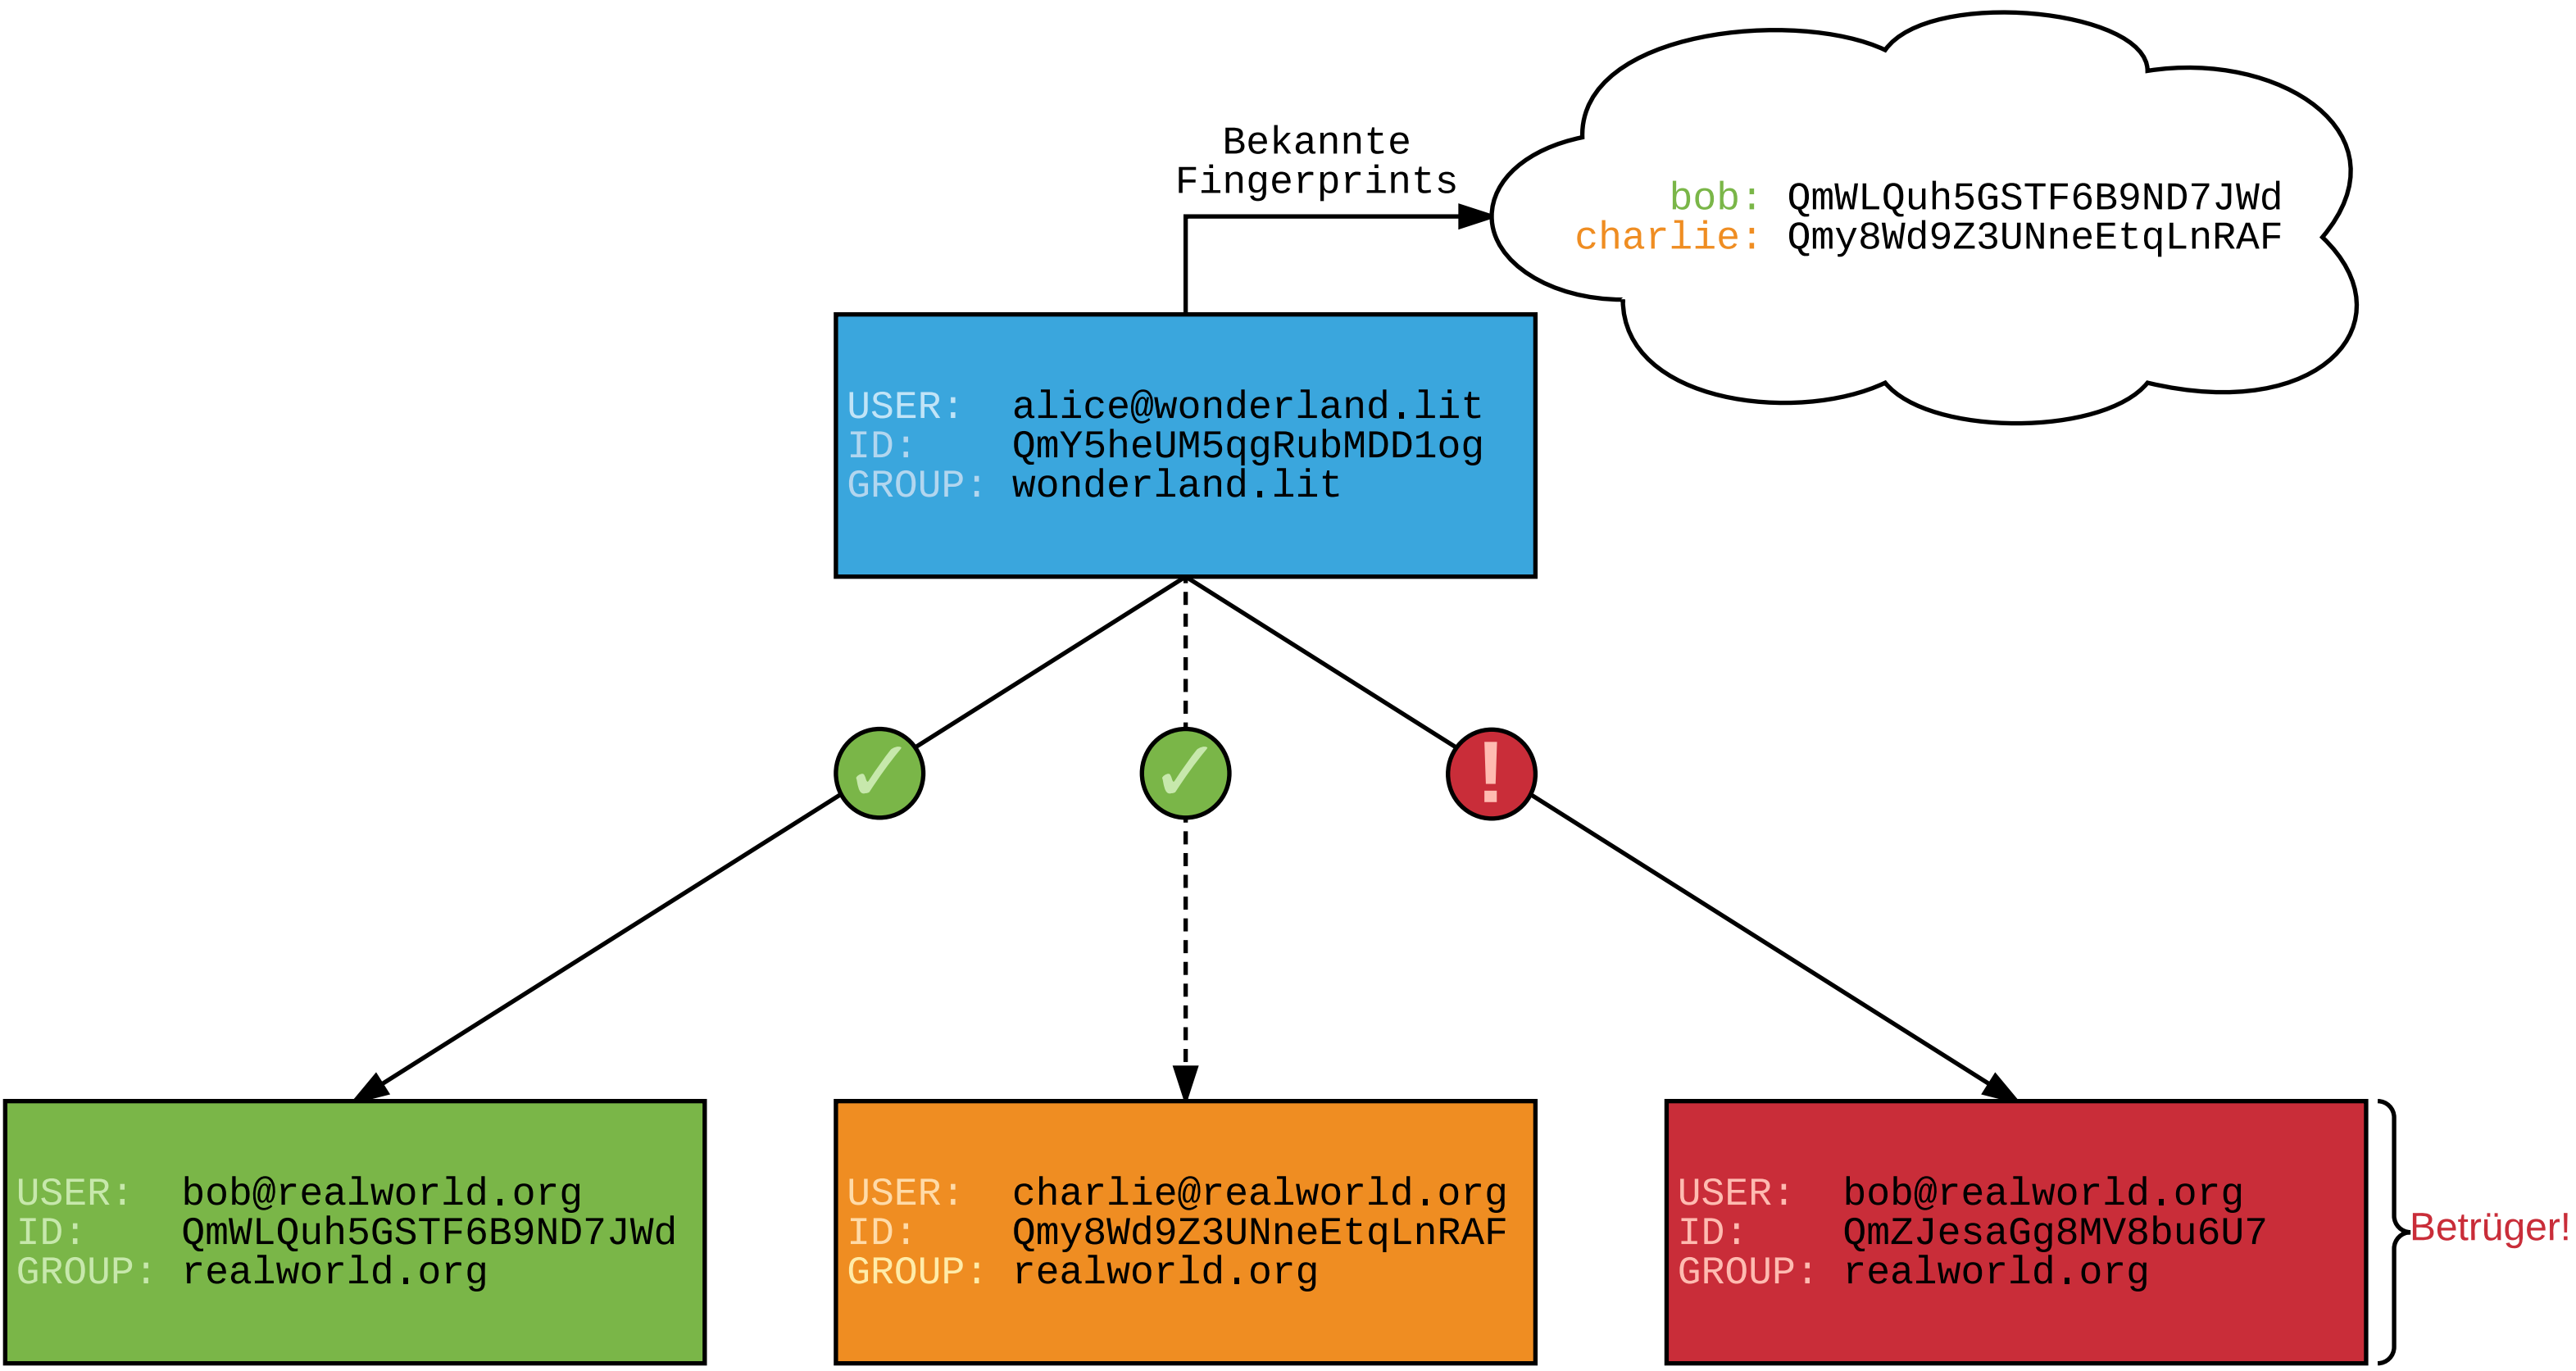 Bekannte
Fingerprints
bob: QmWLQuh5GSTF6B9ND7JWd
charlie: Qmy8Wd9Z3UNneEtqLnRAF
USER: alice@wonderland.lit
ID: QmY5heUM5qgRubMDD1og
GROUP: wonderland.lit
✓ ✓ !
USER: bob@realworld.org
ID: QmWLQuh5GSTF6B9ND7JWd
GROUP: realworld.org
USER: charlie@realworld.org
ID: Qmy8Wd9Z3UNneEtqLnRAF
GROUP: realworld.org
USER: bob@realworld.org
ID: QmZJesaGg8MV8bu6U7
GROUP: realworld.org
Betrüger!